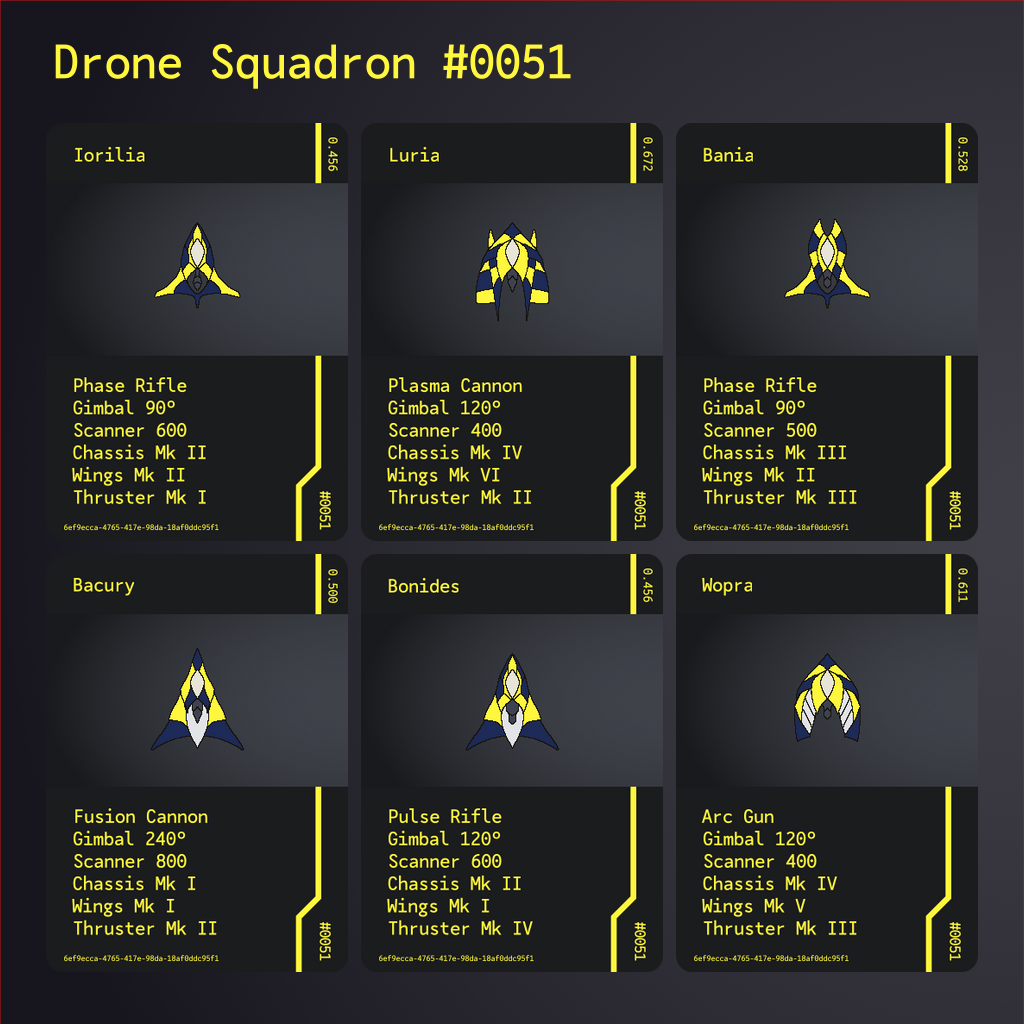 Drone Squadron #0051
Iorilia
0.456
Phase Rifle
Gimbal 90º
Scanner 600
Chassis Mk II
Wings Mk II
Thruster Mk I
#0051
6ef9ecca-4765-417e-98da-18af0ddc95f1
Luria
0.672
Plasma Cannon
Gimbal 120º
Scanner 400
Chassis Mk IV
Wings Mk VI
Thruster Mk II
#0051
6ef9ecca-4765-417e-98da-18af0ddc95f1
Bania
0.528
Phase Rifle
Gimbal 90º
Scanner 500
Chassis Mk III
Wings Mk II
Thruster Mk III
#0051
6ef9ecca-4765-417e-98da-18af0ddc95f1
Bacury
0.500
Fusion Cannon
Gimbal 240º
Scanner 800
Chassis Mk I
Wings Mk I
Thruster Mk II
#0051
6ef9ecca-4765-417e-98da-18af0ddc95f1
Bonides
0.456
Pulse Rifle
Gimbal 120º
Scanner 600
Chassis Mk II
Wings Mk I
Thruster Mk IV
#0051
6ef9ecca-4765-417e-98da-18af0ddc95f1
Wopra
0.611
Arc Gun
Gimbal 120º
Scanner 400
Chassis Mk IV
Wings Mk V
Thruster Mk III
#0051
6ef9ecca-4765-417e-98da-18af0ddc95f1